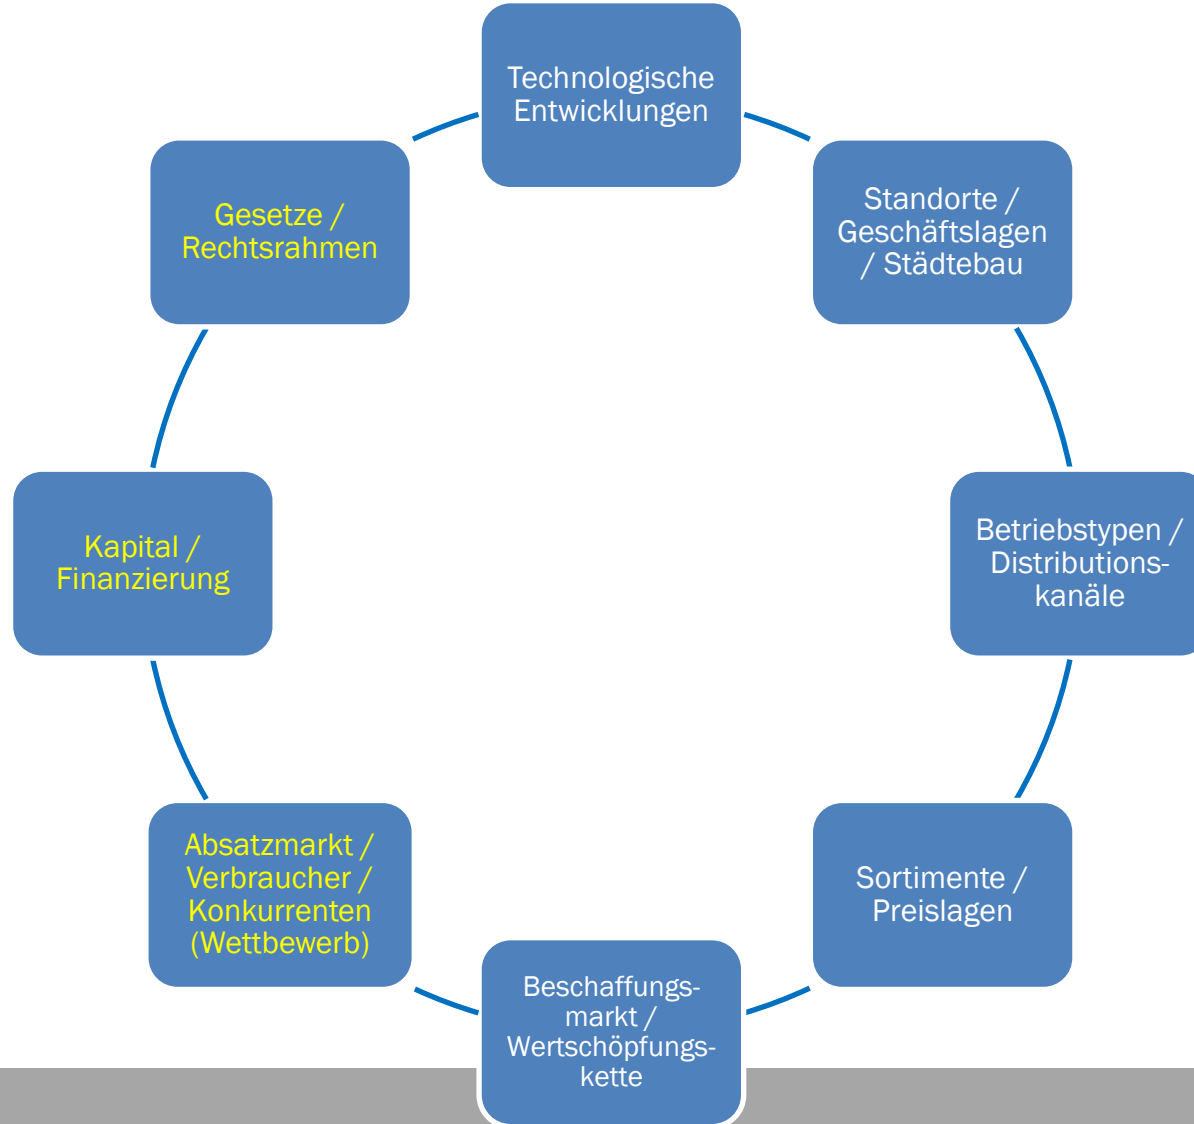 Technologische
Entwicklungen
Standorte /
Geschäftslagen
/ Städtebau
Betriebstypen /
Distributions-
kanäle
Sortimente /
Preislagen
Beschaffungs-
markt /
Wertschöpfungs-
kette
Absatzmarkt /
Verbraucher /
Konkurrenten
(Wettbewerb)
Kapital /
Finanzierung
Gesetze /
Rechtsrahmen